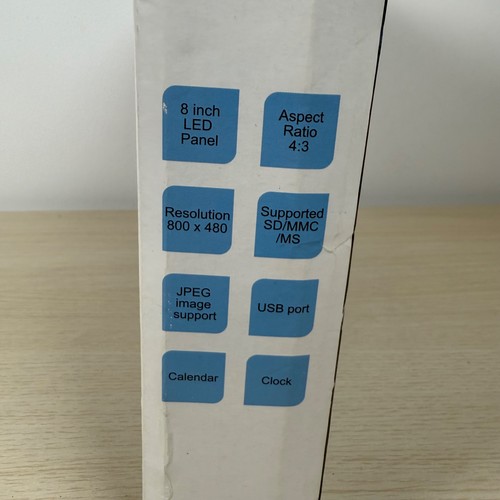 8 inch
LED
Panel
Aspect
Ratio
4:3
Resolution
800 x 480
Supported
SD/MMC
/MS
JPEG
image
support
USB port
Calendar
Clock